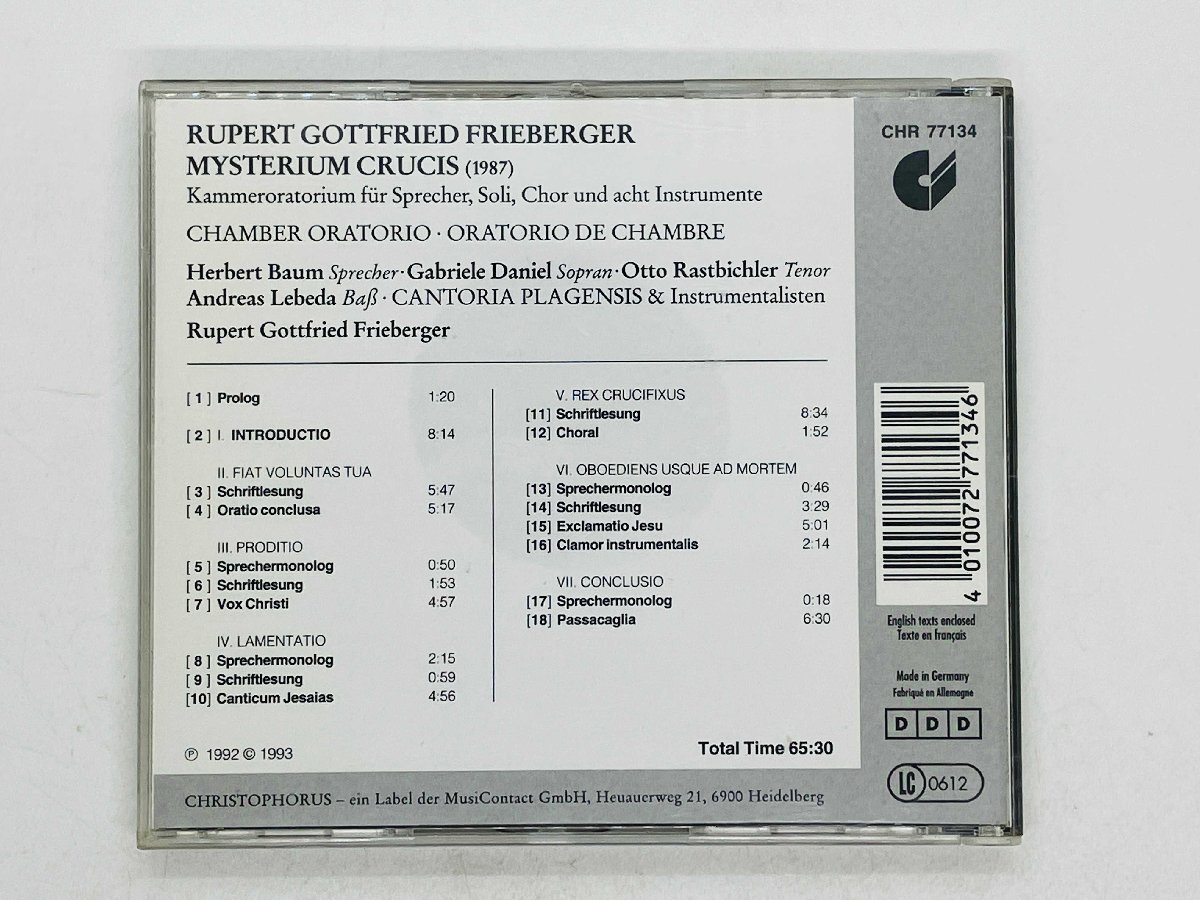 RUPERT GOTTFRIED FRIEBERGER
MYSTERIUM CRUCIS (1987)
Kammeroratorium für Sprecher, Soli, Chor und acht Instrumente
CHAMBER ORATORIO · ORATORIO DE CHAMBRE
Herbert Baum Sprecher · Gabriele Daniel Sopran · Otto Rastbichler Tenor
Andreas Lebeda Baß · CANTORIA PLAGENSIS & Instrumentalisten
Rupert Gottfried Frieberger
[ 1 ] Prolog 1:20
[ 2 ] I. INTRODUCTIO 8:14
II. FIAT VOLUNTAS TUA
[ 3 ] Schriftlesung 5:47
[ 4 ] Oratio conclusa 5:17
III. PRODITIO
[ 5 ] Sprechermonolog 0:50
[ 6 ] Schriftlesung 1:53
[ 7 ] Vox Christi 4:57
IV. LAMENTATIO
[ 8 ] Sprechermonolog 2:15
[ 9 ] Schriftlesung 0:59
[10] Canticum Jesaias 4:56
V. REX CRUCIFIXUS
[11] Schriftlesung 8:34
[12] Choral 1:52
VI. OBOEDIENS USQUE AD MORTEM
[13] Sprechermonolog 0:46
[14] Schriftlesung 3:29
[15] Exclamatio Jesu 5:01
[16] Clamor instrumentalis 2:14
VII. CONCLUSIO
[17] Sprechermonolog 0:18
[18] Passacaglia 6:30
℗ 1992 © 1993
Total Time 65:30
CHRISTOPHORUS – ein Label der MusiContact GmbH, Heuauerweg 21, 6900 Heidelberg
CHR 77134
4 010072 771346
English texts enclosed
Texte en français
Made in Germany
Fabriqué en Allemagne
D D D
LC 0612